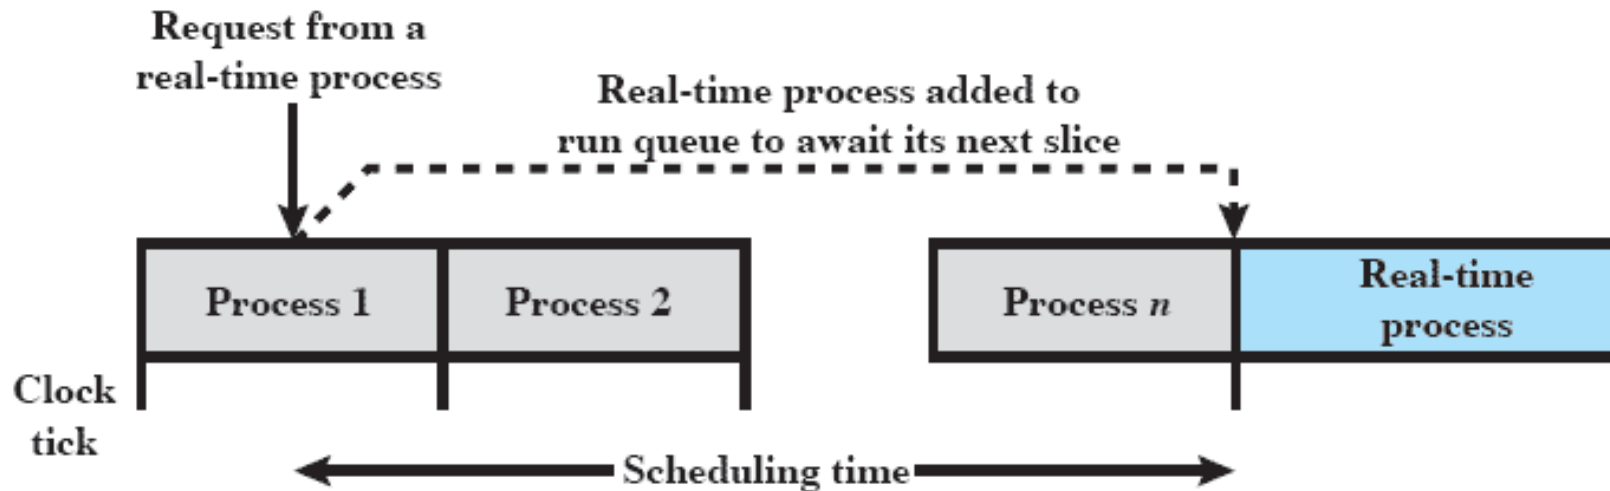 Request from a
real-time process
Real-time process added to
run queue to await its next slice
Process 1
Process 2
Process n
Real-time
process
Clock
tick
Scheduling time